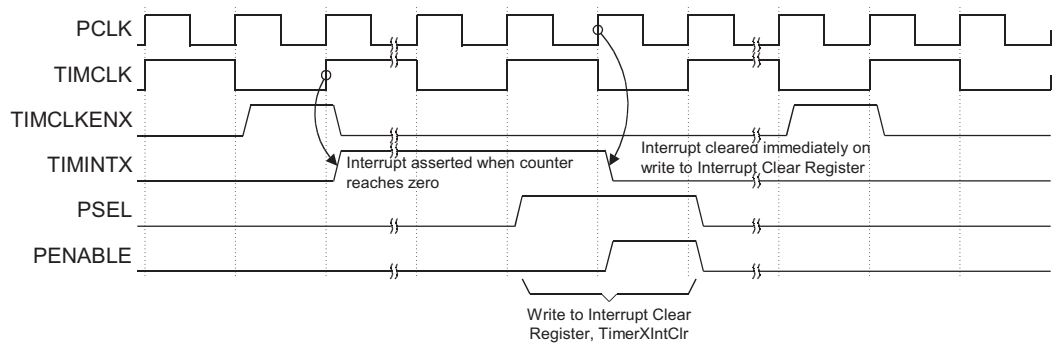 PCLK
TIMCLK
TIMCLKENX
TIMINTX
Interrupt asserted when counter
reaches zero
Interrupt cleared immediately on
write to Interrupt Clear Register
PSEL
PENABLE
Write to Interrupt Clear
Register, TimerXIntClr